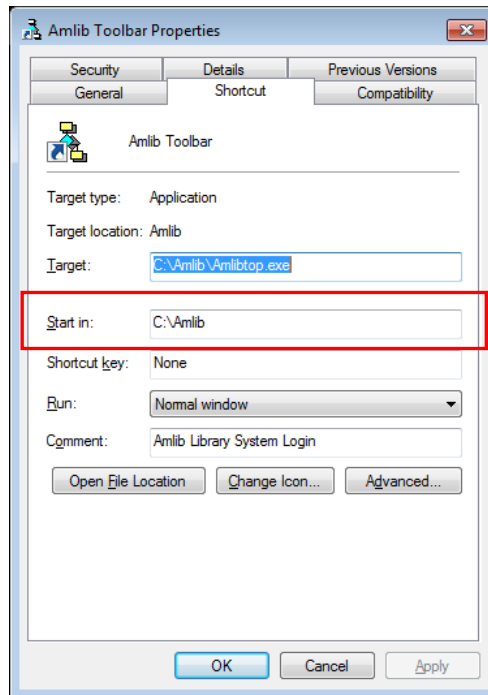 Amlib Toolbar Properties
Security Details Previous Versions
General Shortcut Compatibility
Amlib Toolbar
Target type: Application
Target location: Amlib
Target: C:\Amlib\Amlibtop.exe
Start in: C:\Amlib
Shortcut key: None
Run: Normal window
Comment: Amlib Library System Login
Open File Location Change Icon... Advanced...
OK Cancel Apply